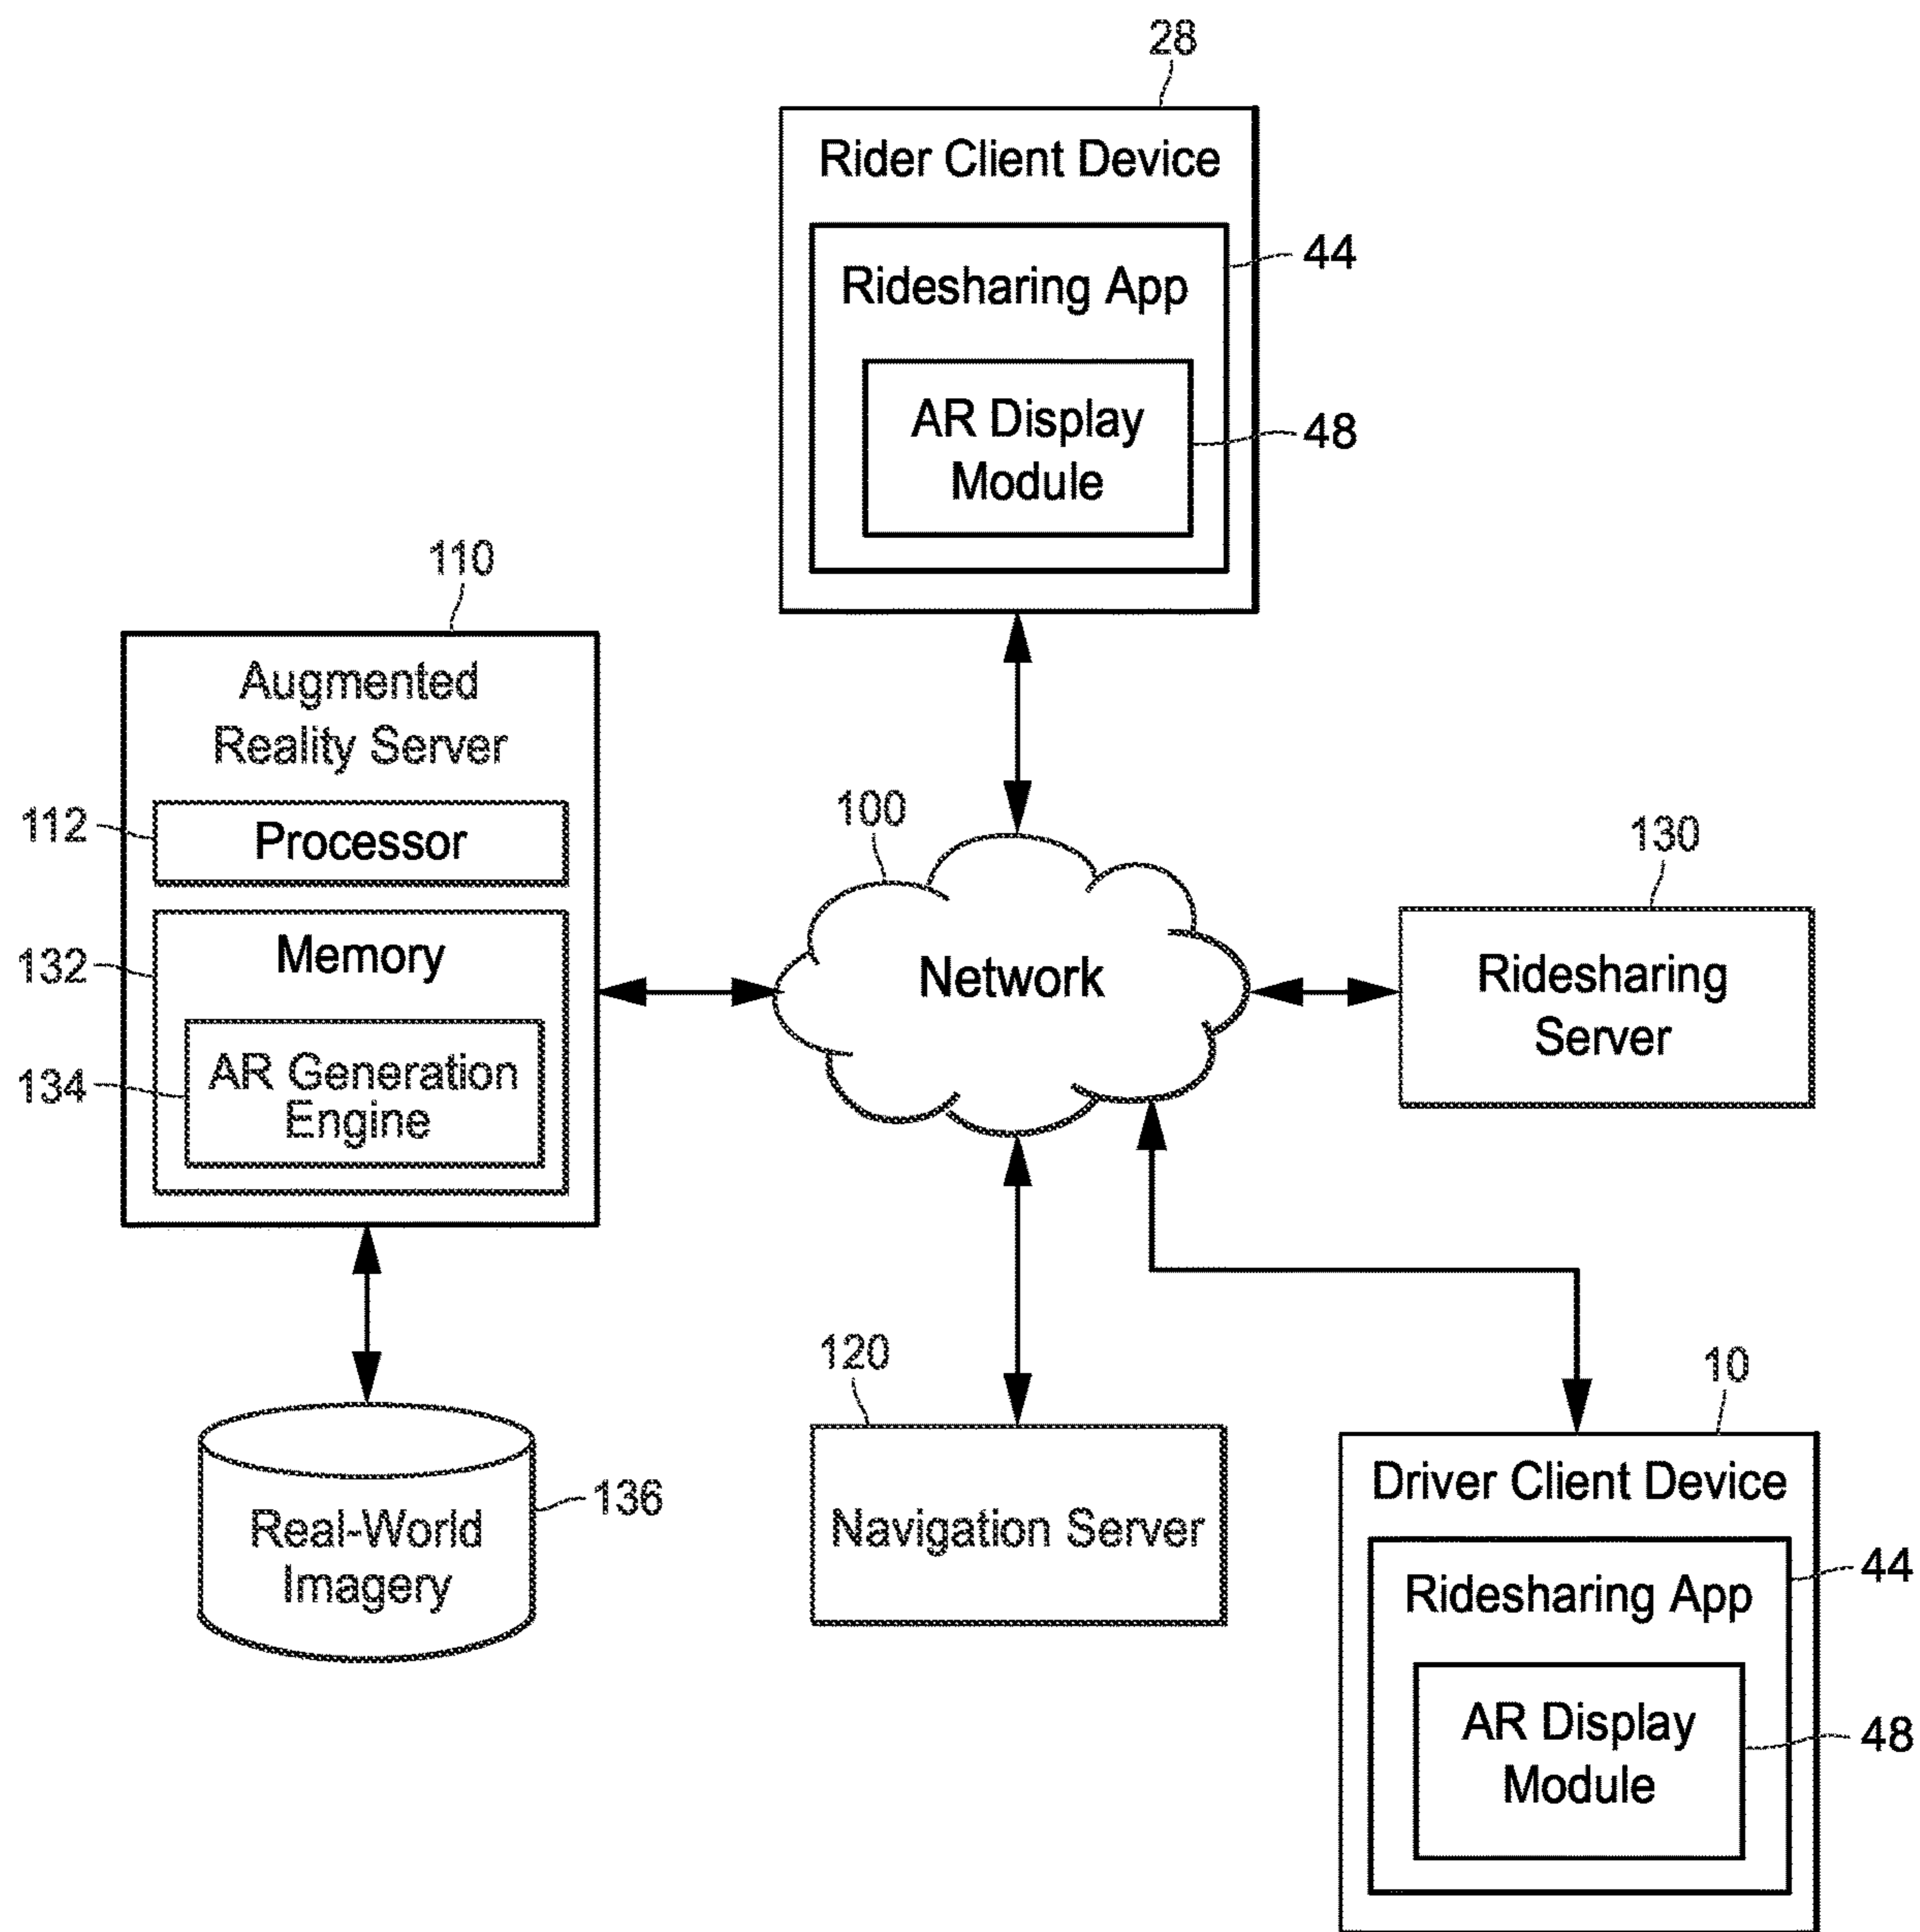 28
Rider Client Device
Ridesharing App
44
AR Display
Module
48
110
Augmented
Reality Server
112
Processor
132
Memory
134
AR Generation
Engine
100
Network
130
Ridesharing
Server
136
Real-World
Imagery
120
Navigation Server
10
Driver Client Device
Ridesharing App
44
AR Display
Module
48